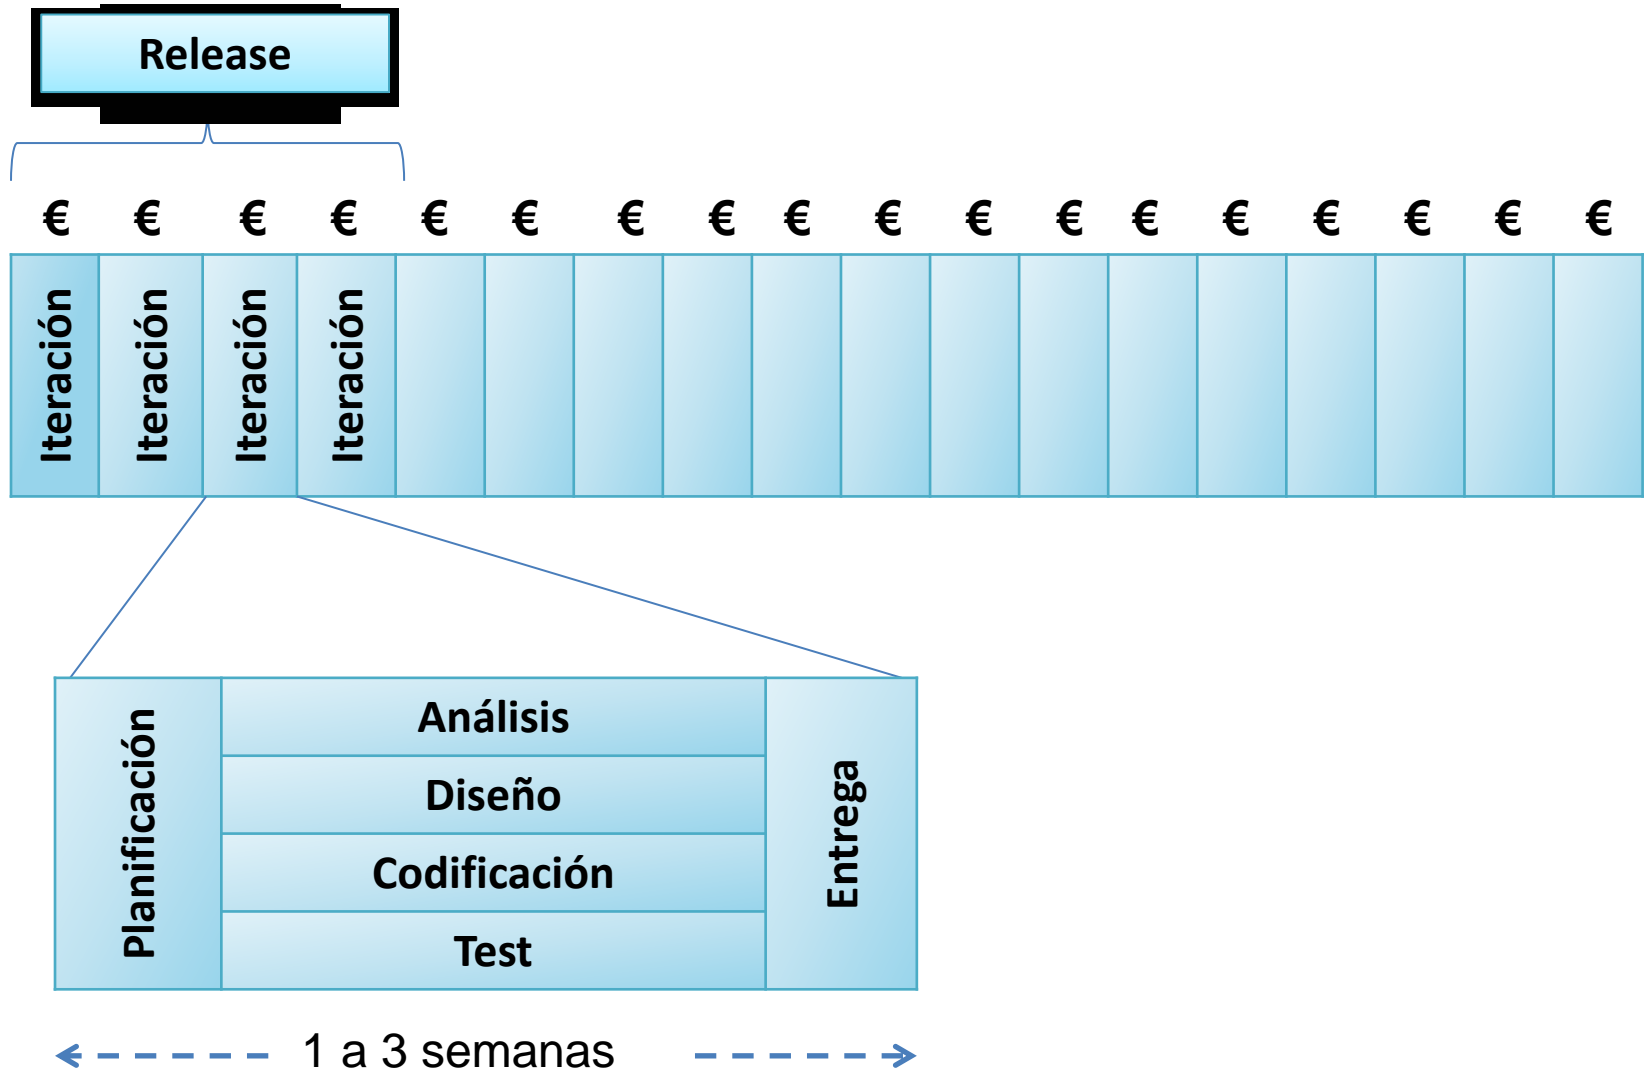 Release
€ € € € € € € € € € € € € € € € € €
Iteración
Iteración
Iteración
Iteración
Planificación
Análisis
Diseño
Codificación
Test
Entrega
1 a 3 semanas